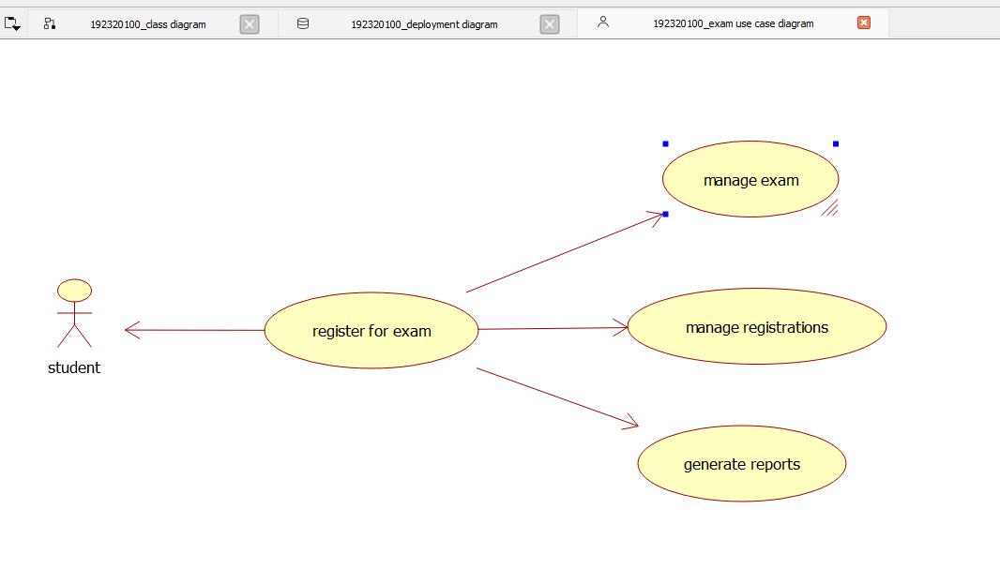 192320100_class diagram
192320100_deployment diagram
192320100_exam use case diagram
manage exam
register for exam
manage registrations
student
generate reports